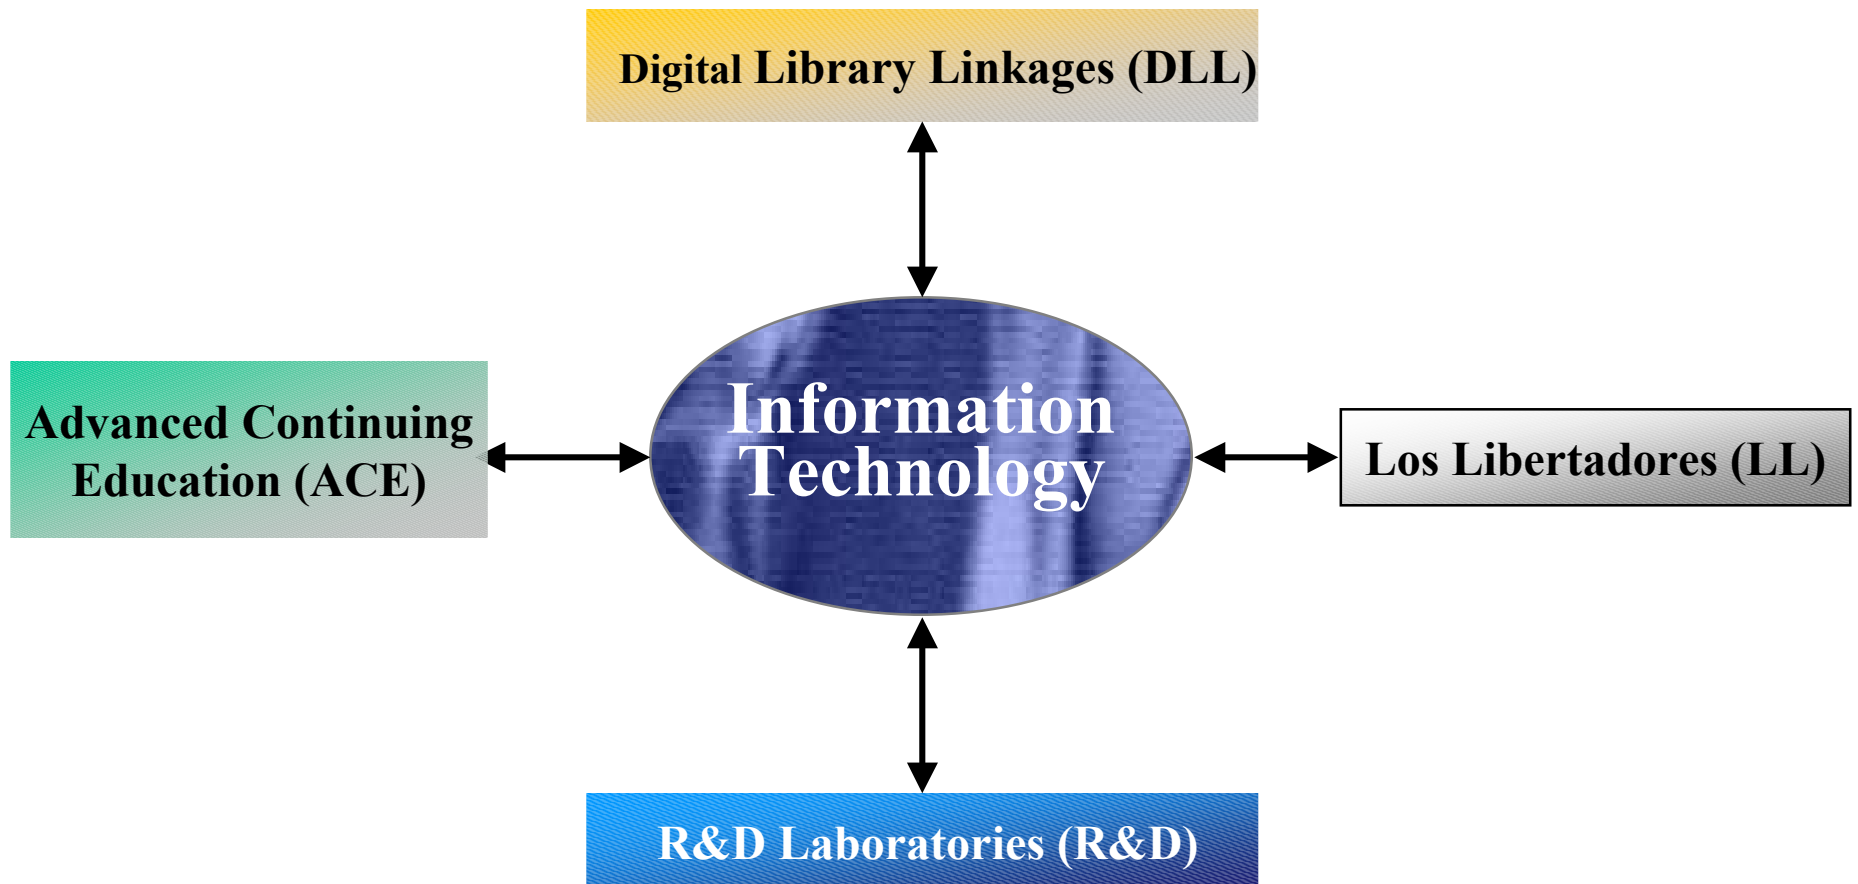 Digital Library Linkages (DLL)
Advanced Continuing
Education (ACE)
Information
Technology
Los Libertadores (LL)
R&D Laboratories (R&D)